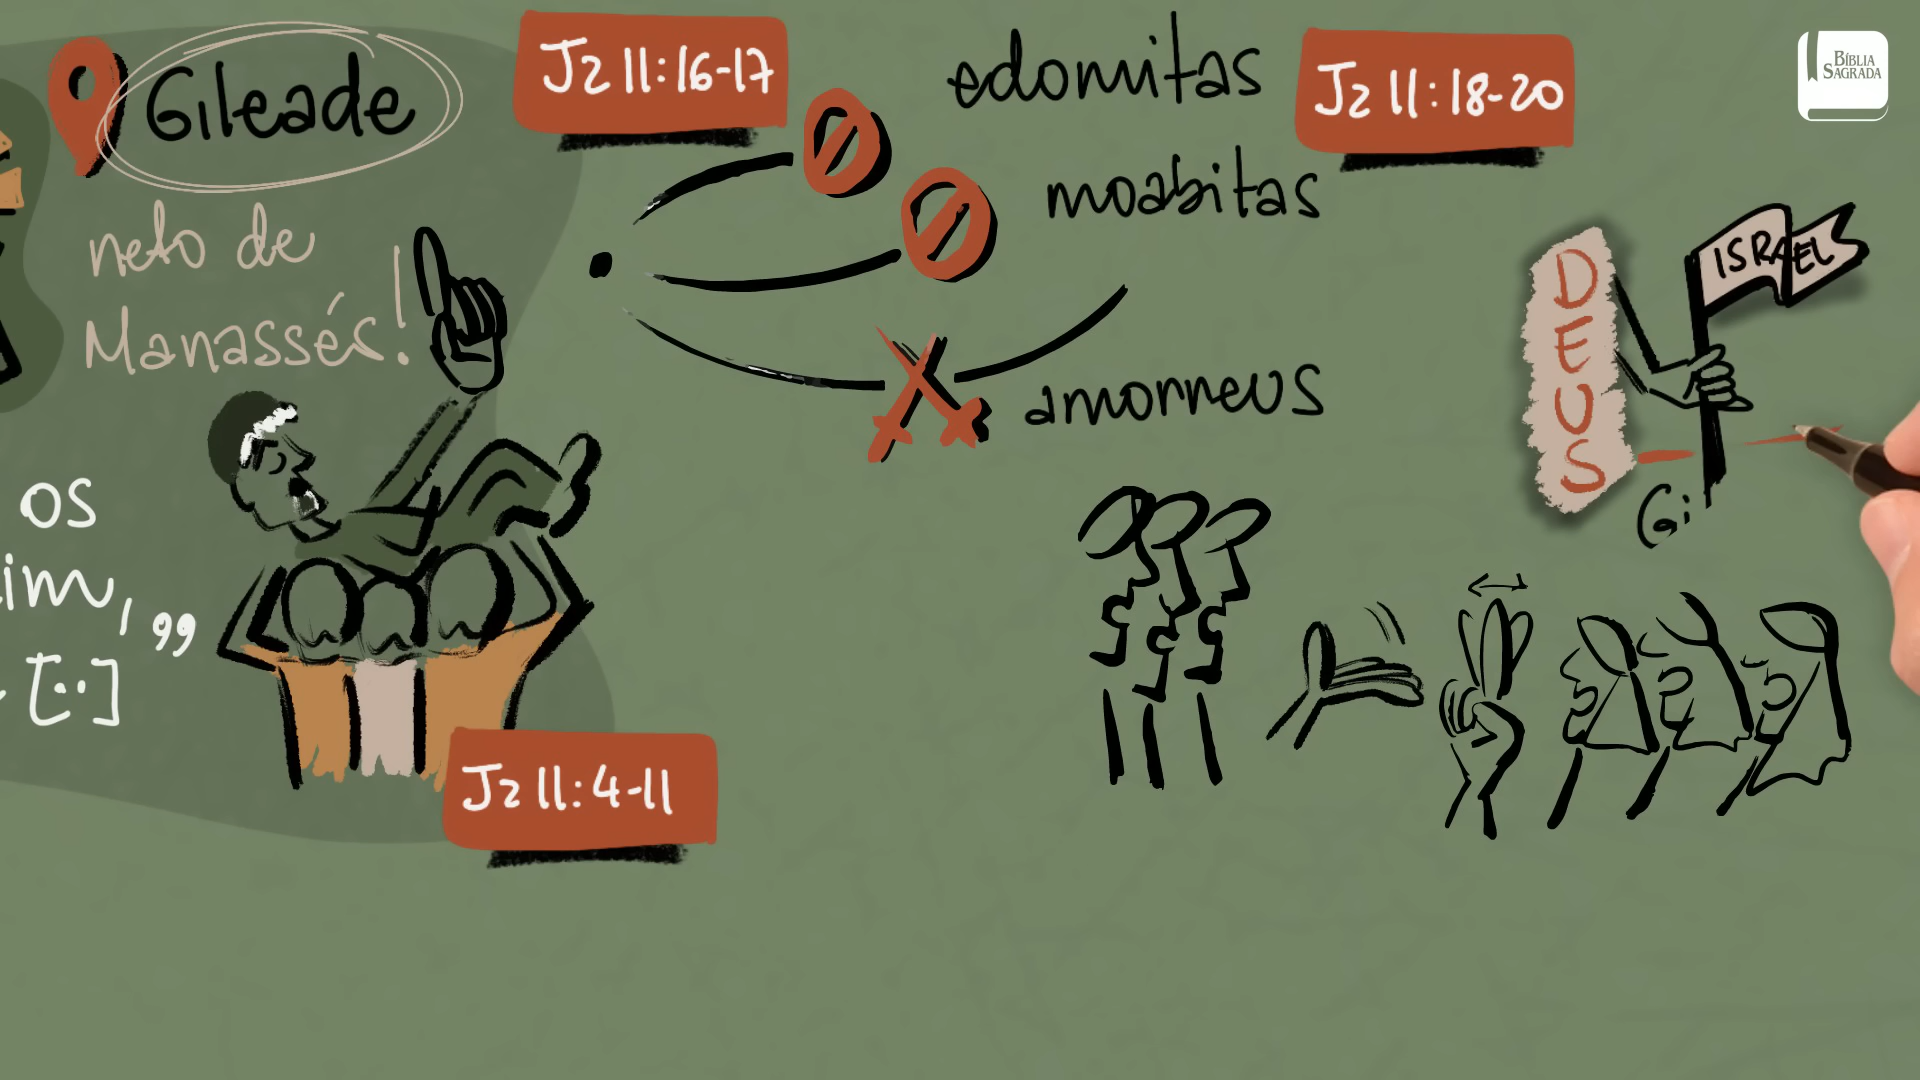 Gileade
neto de
Manassés!
os
im,”
[..]
Jz 11:4-11
Jz 11:16-17
edomitas
Jz 11:18-20
moabitas
amorreus
DEUS
ISRAEL
Gi
BÍBLIA
SAGRADA